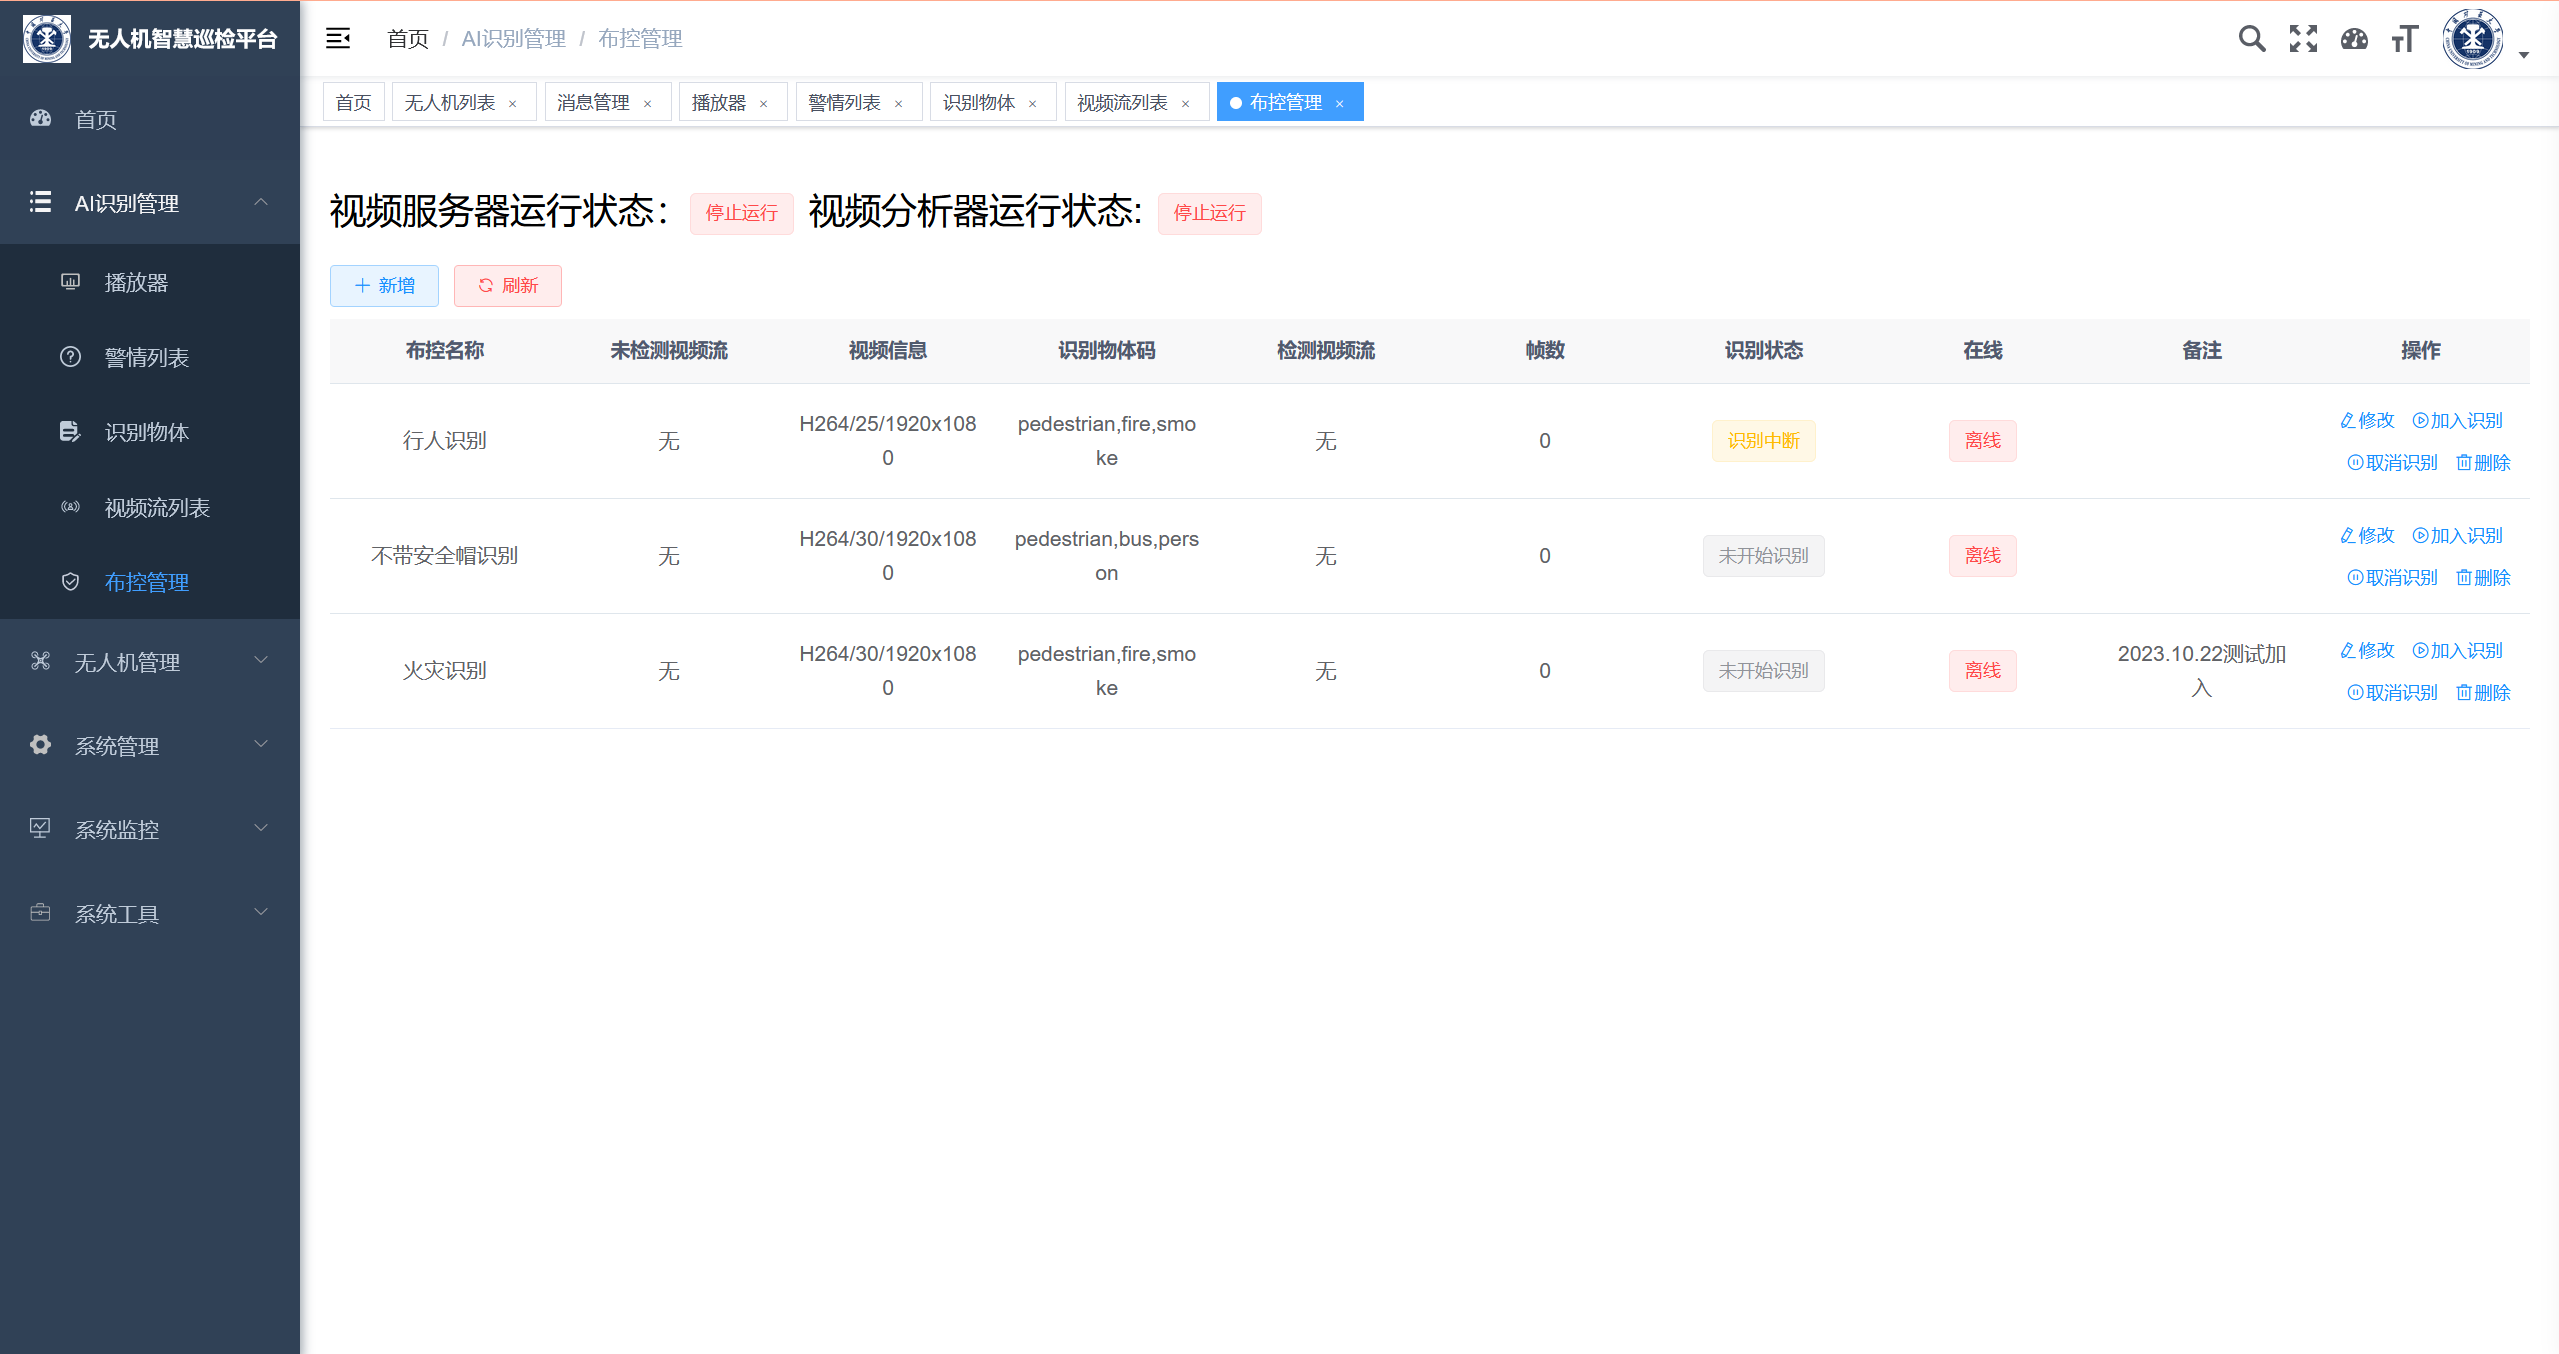 无人机智慧巡检平台
首页 / AI识别管理 / 布控管理
首页 无人机列表 × 消息管理 × 播放器 × 警情列表 × 识别物体 × 视频流列表 × 布控管理 ×
首页
AI识别管理
播放器
警情列表
识别物体
视频流列表
布控管理
无人机管理
系统管理
系统监控
系统工具
视频服务器运行状态： 停止运行 视频分析器运行状态: 停止运行
新增 刷新
布控名称 未检测视频流 视频信息 识别物体码 检测视频流 帧数 识别状态 在线 备注 操作
行人识别 无 H264/25/1920x108 pedestrian,fire,smo 无 0 识别中断 离线 修改 加入识别
0 ke 取消识别 删除
不带安全帽识别 无 H264/30/1920x108 pedestrian,bus,pers 无 0 未开始识别 离线 修改 加入识别
0 on 取消识别 删除
火灾识别 无 H264/30/1920x108 pedestrian,fire,smo 无 0 未开始识别 离线 2023.10.22测试加 修改 加入识别
0 ke 入 取消识别 删除